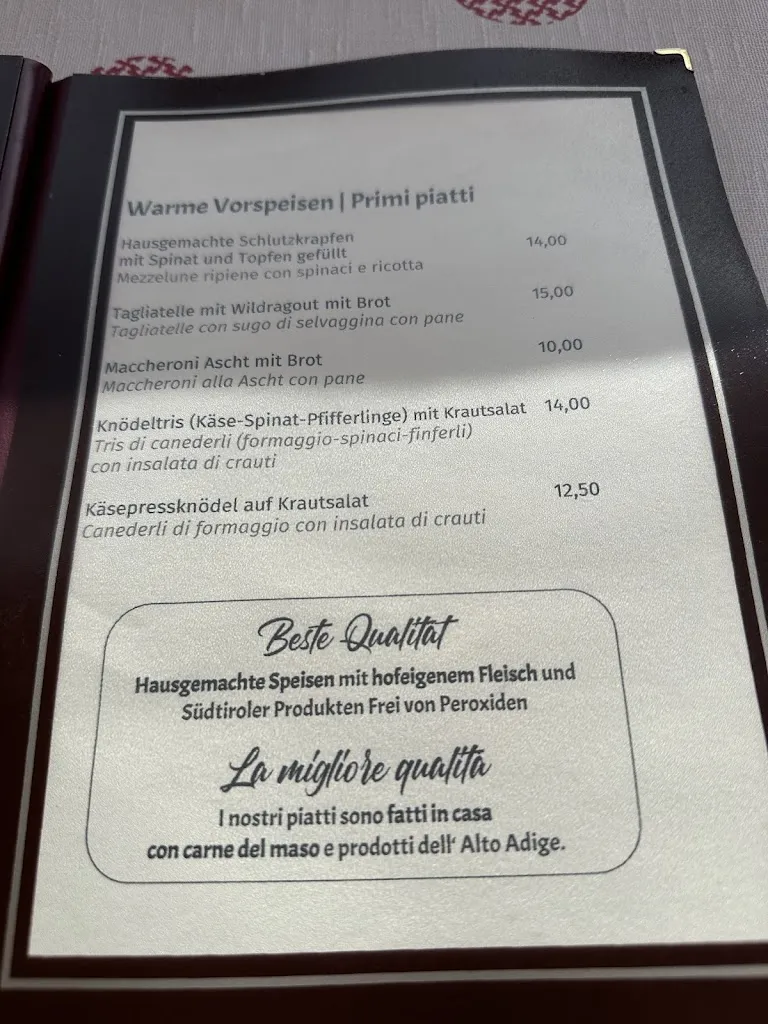 Warme Vorspeisen | Primi piatti
Hausgemachte Schlutzkrapfen 14,00
mit Spinat und Topfen gefüllt
Mezzelune ripiene con spinaci e ricotta
Tagliatelle mit Wildragout mit Brot 15,00
Tagliatelle con sugo di selvaggina con pane
Maccheroni Ascht mit Brot 10,00
Maccheroni alla Ascht con pane
Knödeltris (Käse-Spinat-Pfifferlinge) mit Krautsalat 14,00
Tris di canederli (formaggio-spinaci-finferli)
con insalata di crauti
Käsepressknödel auf Krautsalat 12,50
Canederli di formaggio con insalata di crauti
Beste Qualitat
Hausgemachte Speisen mit hofeigenem Fleisch und
Südtiroler Produkten Frei von Peroxiden
La migliore qualità
I nostri piatti sono fatti in casa
con carne del maso e prodotti dell‘ Alto Adige.